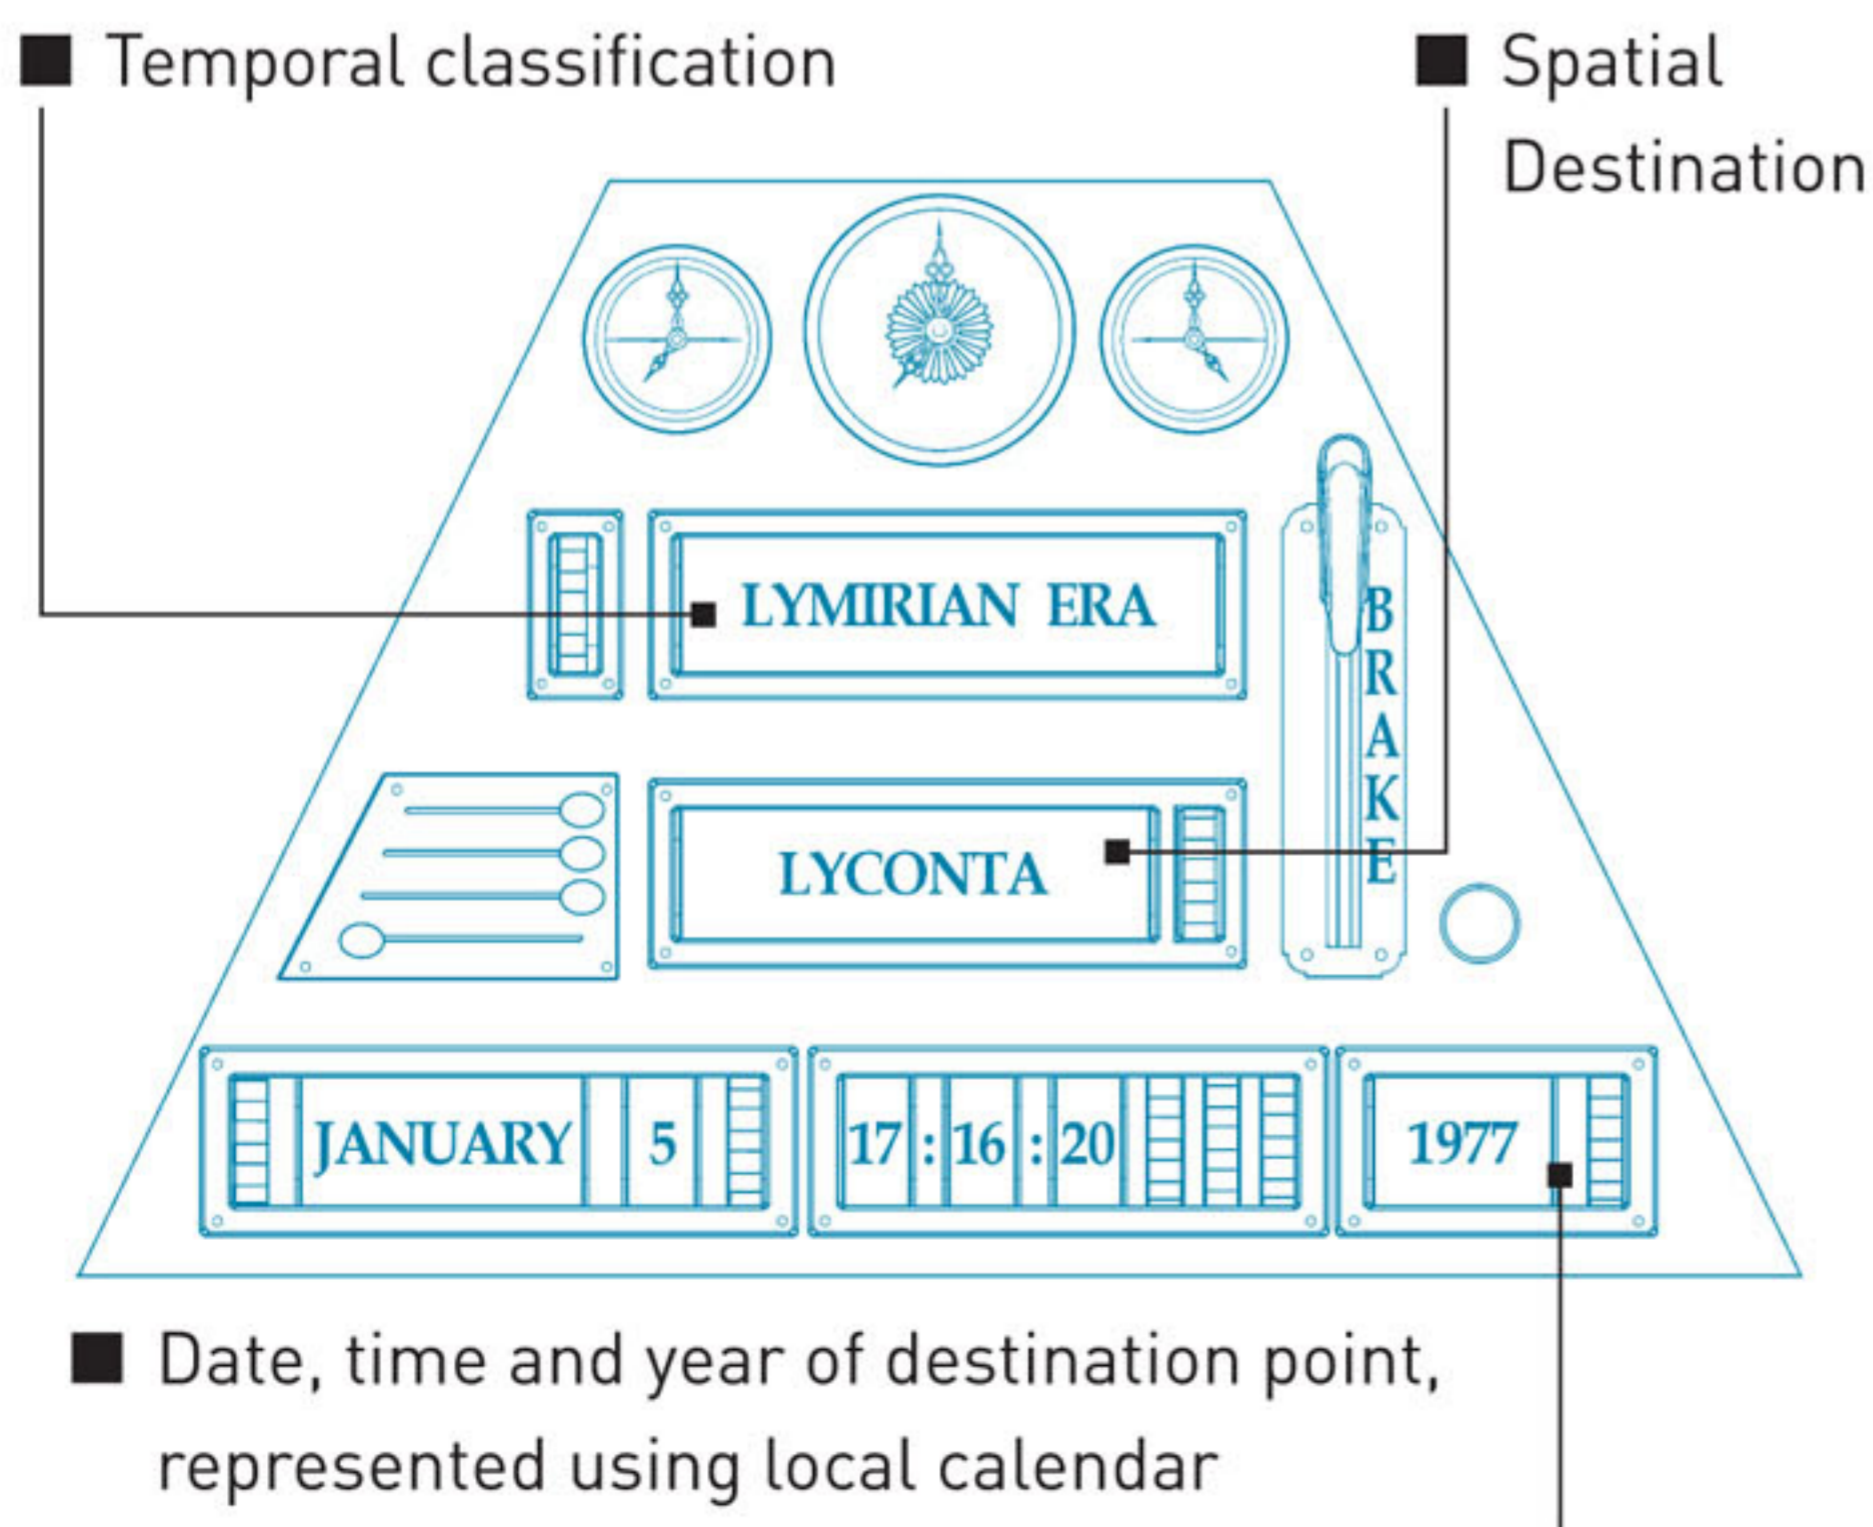 Temporal classification
Spatial
Destination
LYMIRIAN ERA
BRAKE
LYCONTA
JANUARY 5 17 : 16 : 20 1977
Date, time and year of destination point,
represented using local calendar